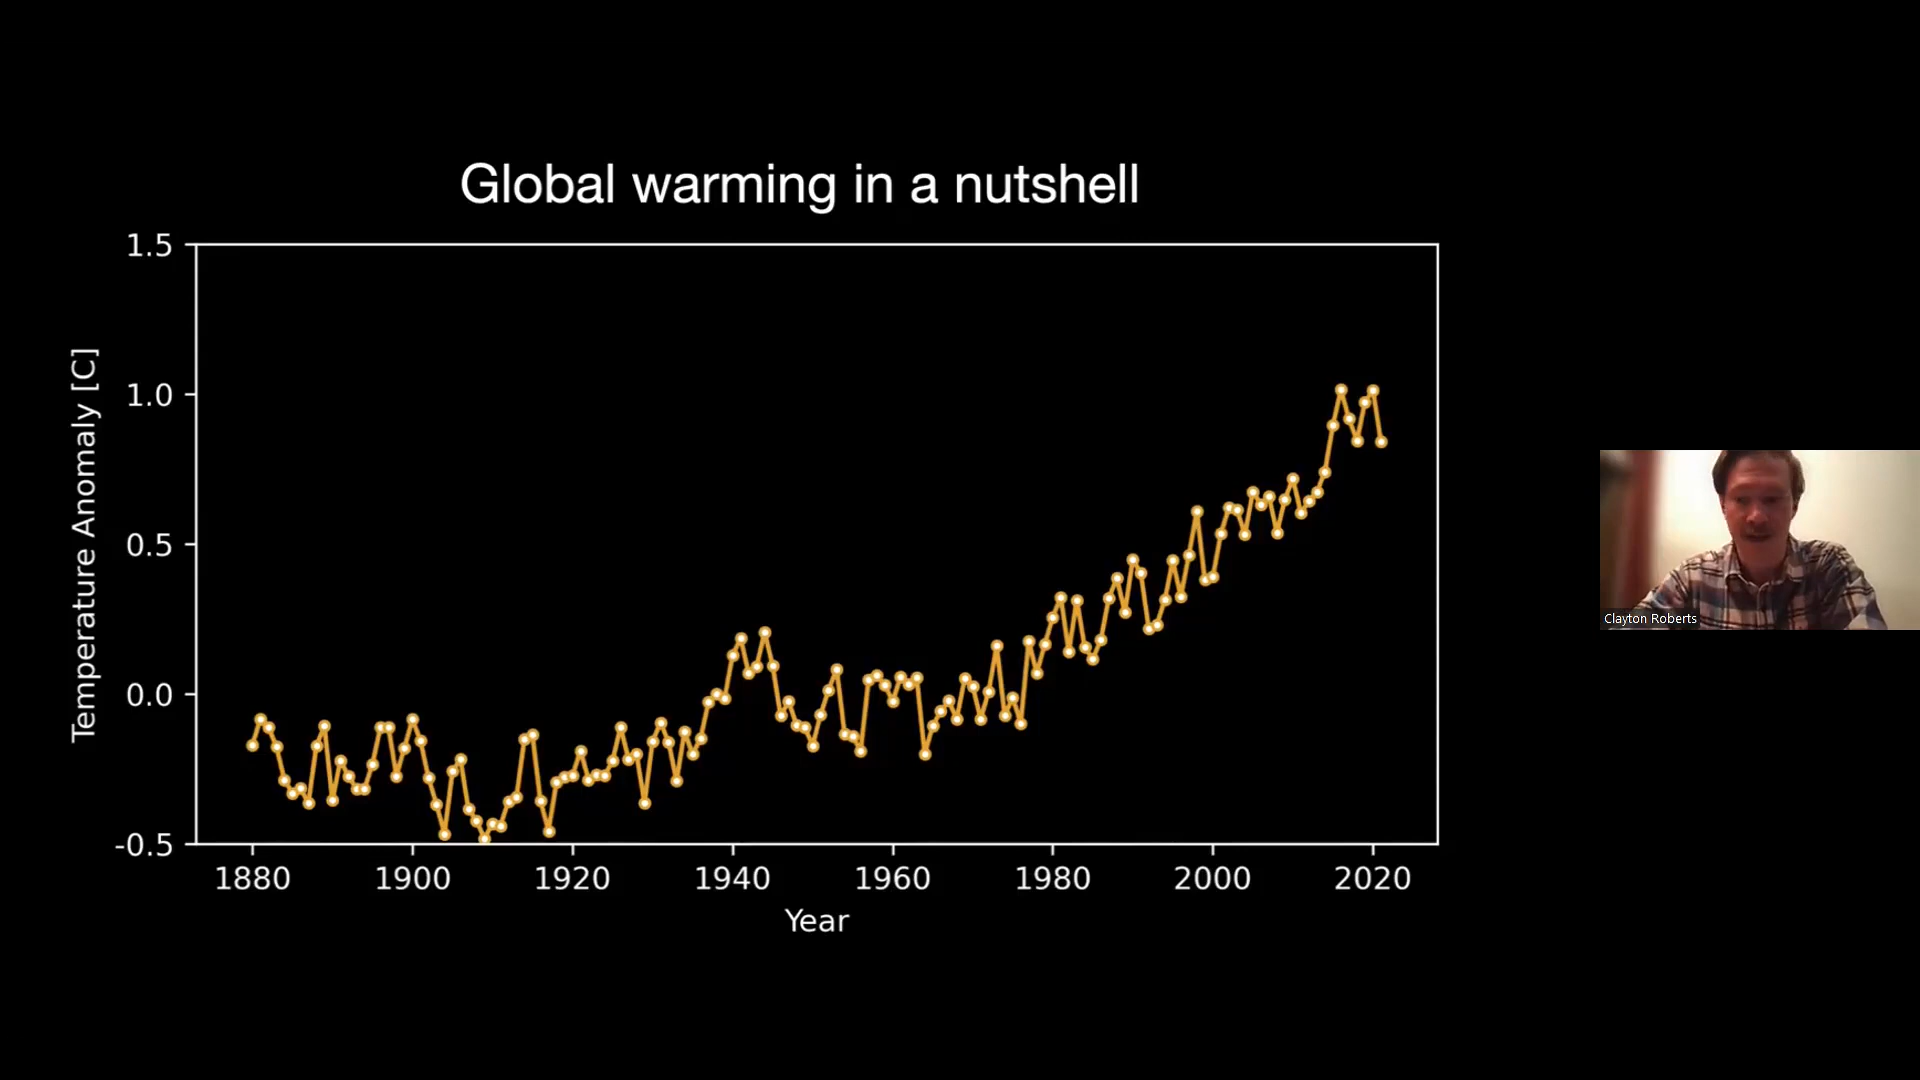 Global warming in a nutshell
1.5
1.0
0.5
0.0
-0.5
Temperature Anomaly [C]
1880 1900 1920 1940 1960 1980 2000 2020
Year
Clayton Roberts